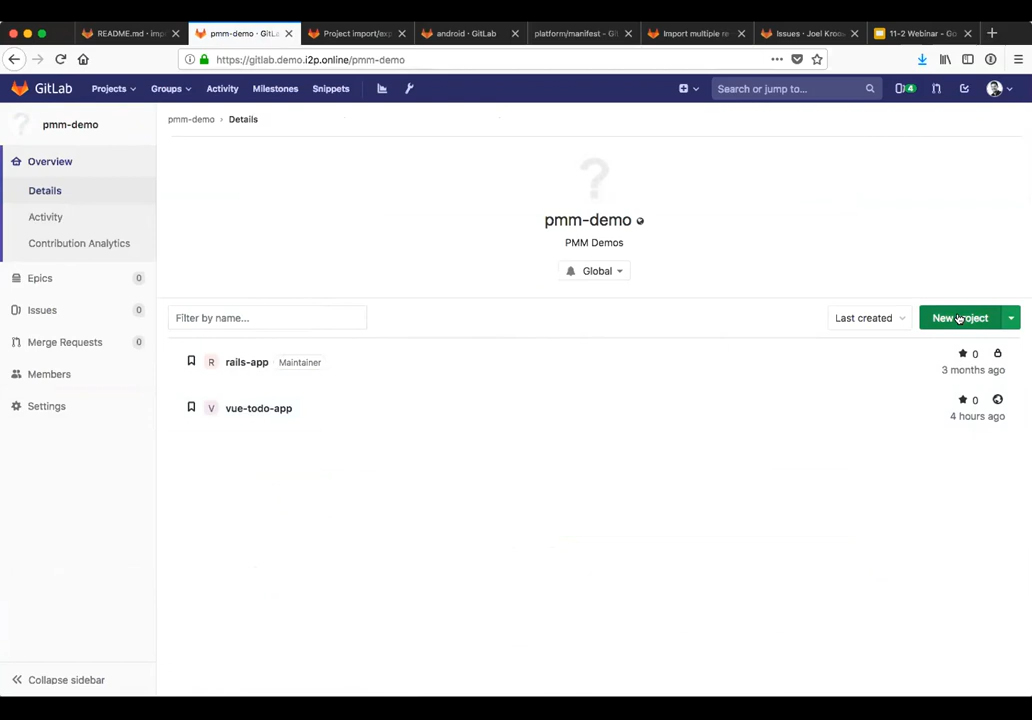 README.md · imp
pmm-demo · GitLa
Project import/exp
android · GitLab
platform/manifest · Git
Import multiple re
Issues · Joel Kroo
11-2 Webinar - Go
https://gitlab.demo.i2p.online/pmm-demo
GitLab Projects Groups Activity Milestones Snippets Search or jump to... 4
pmm-demo
pmm-demo › Details
Overview
Details
Activity
Contribution Analytics
Epics 0
Issues 0
Merge Requests 0
Members
Settings
Collapse sidebar
pmm-demo
PMM Demos
Global
Filter by name...
Last created
New project
R rails-app Maintainer
0
3 months ago
V vue-todo-app
0
4 hours ago